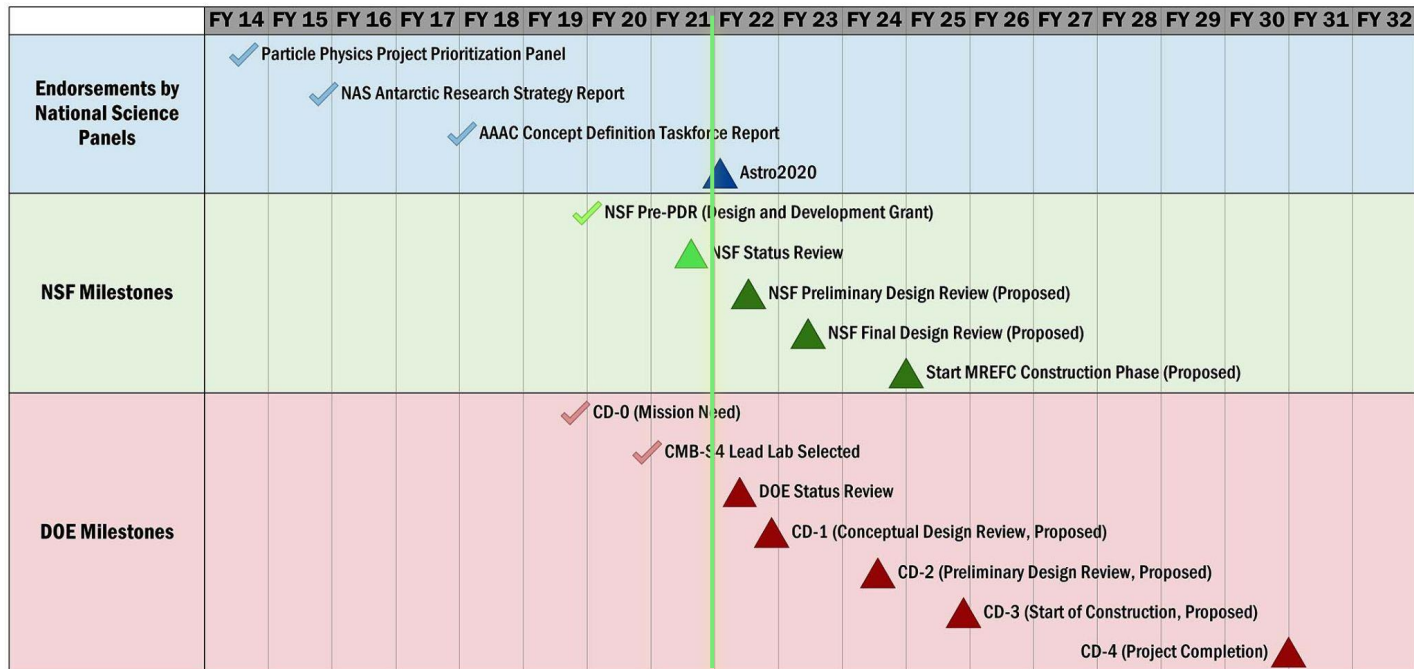 FY 14 FY 15 FY 16 FY 17 FY 18 FY 19 FY 20 FY 21 FY 22 FY 23 FY 24 FY 25 FY 26 FY 27 FY 28 FY 29 FY 30 FY 31 FY 32
Endorsements by
National Science
Panels
Particle Physics Project Prioritization Panel
NAS Antarctic Research Strategy Report
AAAC Concept Definition Taskforce Report
Astro2020
NSF Milestones
NSF Pre-PDR (Design and Development Grant)
NSF Status Review
NSF Preliminary Design Review (Proposed)
NSF Final Design Review (Proposed)
Start MREFC Construction Phase (Proposed)
DOE Milestones
CD-0 (Mission Need)
CMB-S4 Lead Lab Selected
DOE Status Review
CD-1 (Conceptual Design Review, Proposed)
CD-2 (Preliminary Design Review, Proposed)
CD-3 (Start of Construction, Proposed)
CD-4 (Project Completion)